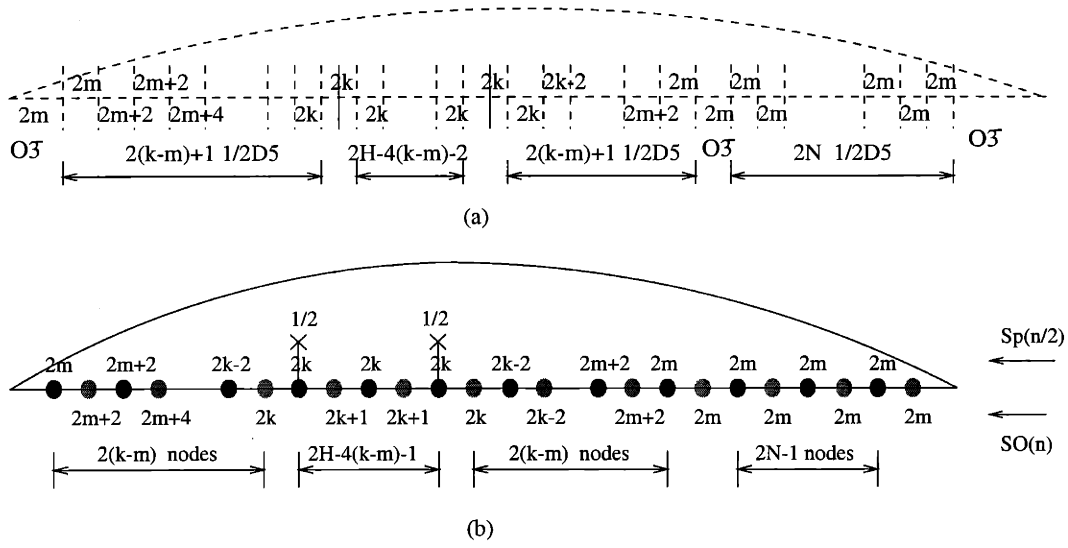 2m 2m+2 2k 2k 2k+2 2m 2m 2m 2m
2m 2m+2 2m+4 2k 2k 2k 2k 2m+2 2m 2m 2m
O3 2(k-m)+1 1/2D5 2H-4(k-m)-2 2(k-m)+1 1/2D5 O3 2N 1/2D5 O3
(a)
1/2 1/2
2m 2m+2 2k-2 2k 2k 2k 2k-2 2m+2 2m 2m 2m 2m Sp(n/2)
2m+2 2m+4 2k 2k+1 2k+1 2k 2k-2 2m+2 2m 2m 2m 2m SO(n)
2(k-m) nodes 2H-4(k-m)-1 2(k-m) nodes 2N-1 nodes
(b)